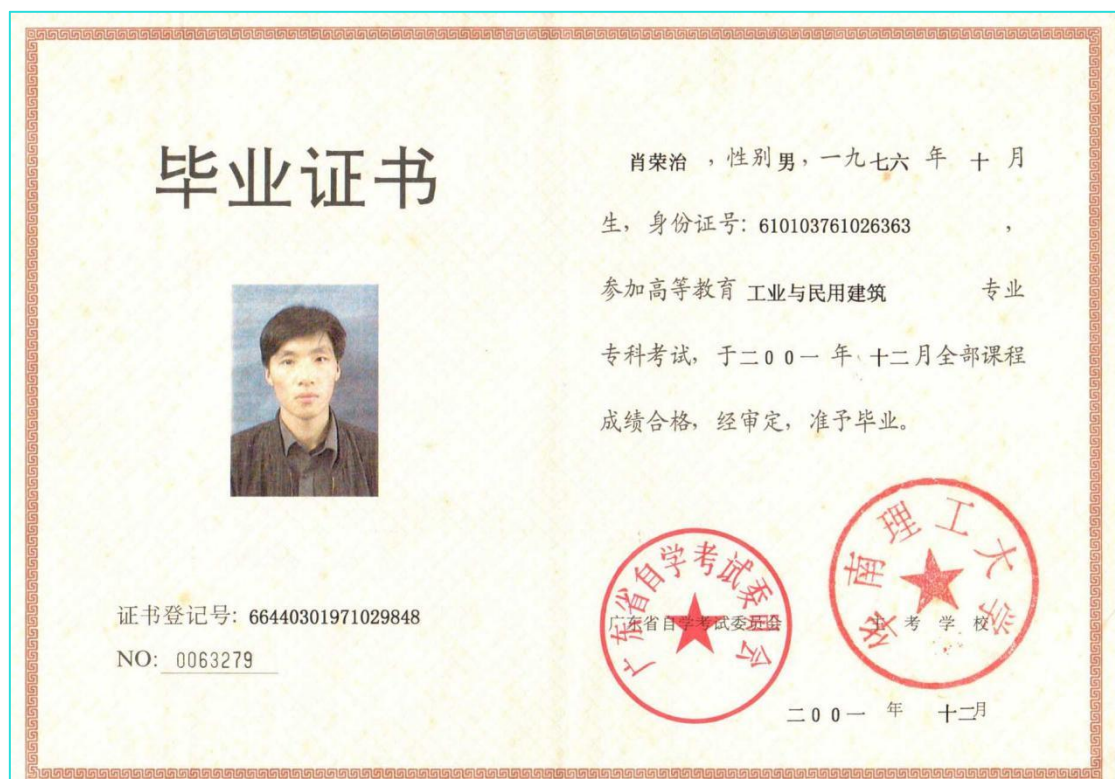 毕业证书
证书登记号: 66440301971029848
NO: 0063279
肖荣治 ，性别男，一九七六 年 十 月
生，身份证号: 610103761026363 ，
参加高等教育 工业与民用建筑 专业
专科考试，于二００一 年 十二月全部课程
成绩合格，经审定，准予毕业。
广东省自学考试委员会
广东省自学考试委员会
华南理工大学
主考学校
二００一 年 十二月